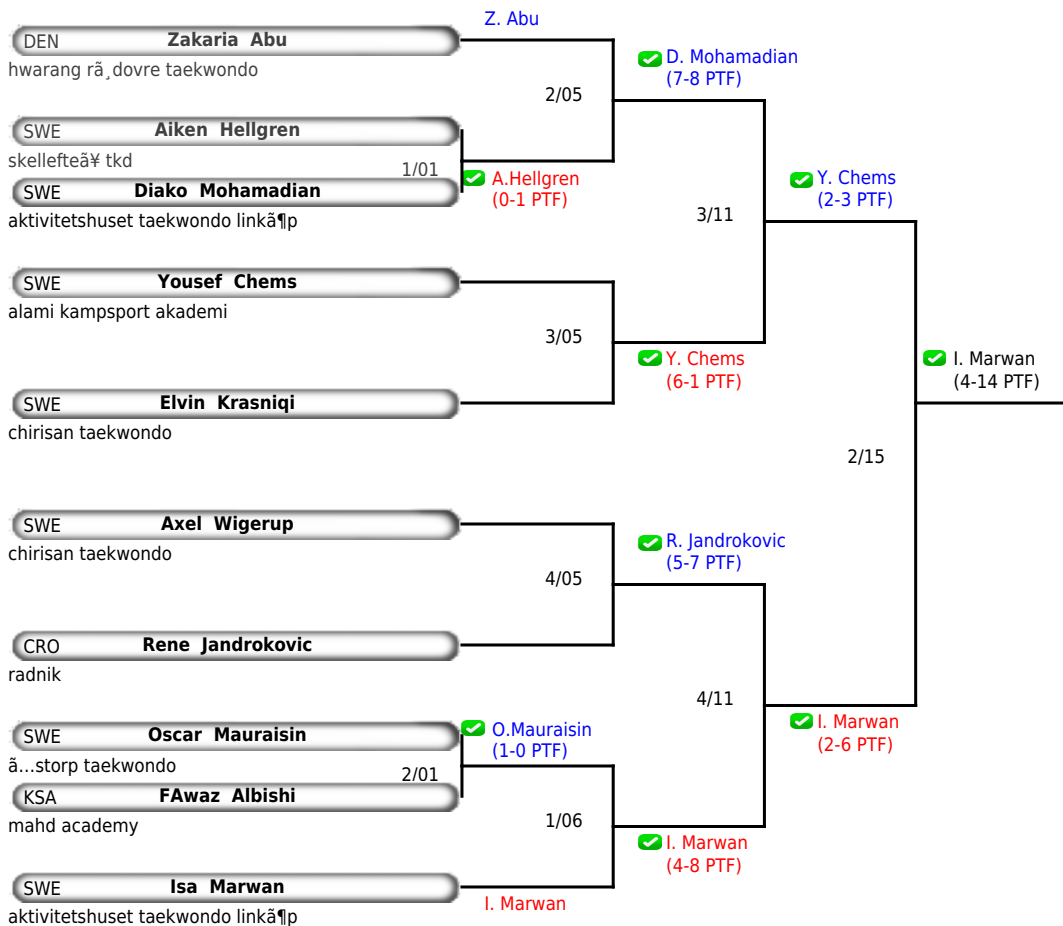 Z. Abu
DEN Zakaria Abu
hwarang rã¸dovre taekwondo
D. Mohamadian
(7-8 PTF)
2/05
SWE Aiken Hellgren
skellefteã¥ tkd
1/01
A.Hellgren
(0-1 PTF)
SWE Diako Mohamadian
aktivitetshuset taekwondo linkã¶p
Y. Chems
(2-3 PTF)
3/11
SWE Yousef Chems
alami kampsport akademi
3/05
Y. Chems
(6-1 PTF)
I. Marwan
(4-14 PTF)
SWE Elvin Krasniqi
chirisan taekwondo
2/15
SWE Axel Wigerup
chirisan taekwondo
R. Jandrokovic
(5-7 PTF)
4/05
CRO Rene Jandrokovic
radnik
4/11
I. Marwan
(2-6 PTF)
SWE Oscar Mauraisin
ã...storp taekwondo
2/01
O.Mauraisin
(1-0 PTF)
KSA FAwaz Albishi
mahd academy
1/06
I. Marwan
(4-8 PTF)
SWE Isa Marwan
aktivitetshuset taekwondo linkã¶p
I. Marwan